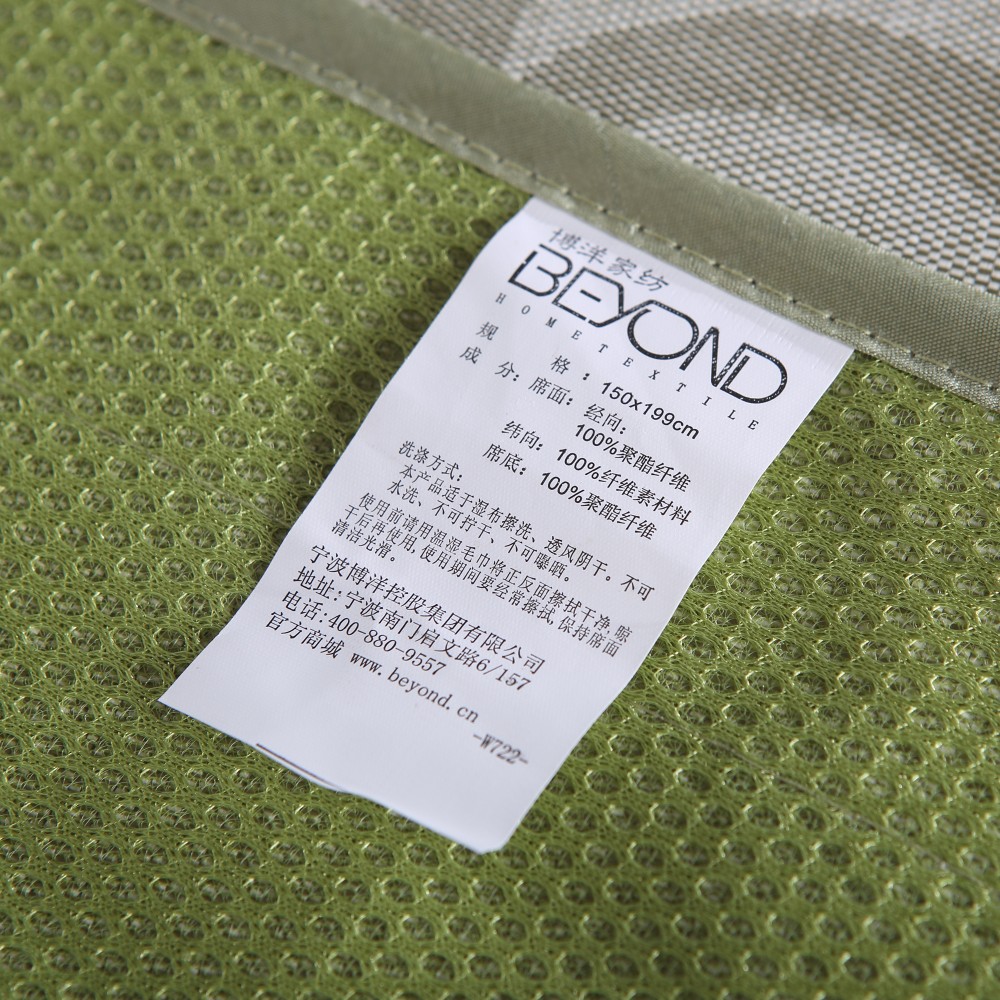 博洋家纺
BEYOND
HOMETEXTILE
规 格：150x199cm
成 分：席面：经向：
100%聚酯纤维
纬向：100%纤维素材料
席底：100%聚酯纤维
洗涤方式：
本产品适于湿布擦洗、透风阴干。不可
水洗、不可拧干、不可曝晒。
使用前请用温湿毛巾将正反面擦拭干净,晾
干后再使用,使用期间要经常擦拭,保持席面
清洁光滑。
宁波博洋控股集团有限公司
地址:宁波南门启文路6/157
电话:400-880-9557
官方商城 www.beyond.cn
-W722-